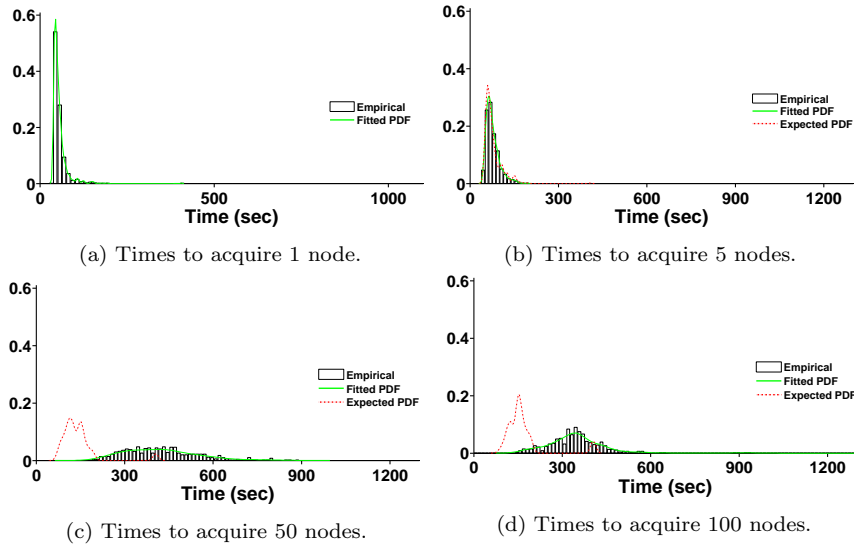 0.6
0.4
0.2
0
0
500
1000
Time (sec)
Empirical
Fitted PDF
(a) Times to acquire 1 node.
0.6
0.4
0.2
0
0
300
600
900
1200
Time (sec)
Empirical
Fitted PDF
Expected PDF
(b) Times to acquire 5 nodes.
0.6
0.4
0.2
0
0
300
600
900
1200
Time (sec)
Empirical
Fitted PDF
Expected PDF
(c) Times to acquire 50 nodes.
0.6
0.4
0.2
0
0
300
600
900
1200
Time (sec)
Empirical
Fitted PDF
Expected PDF
(d) Times to acquire 100 nodes.